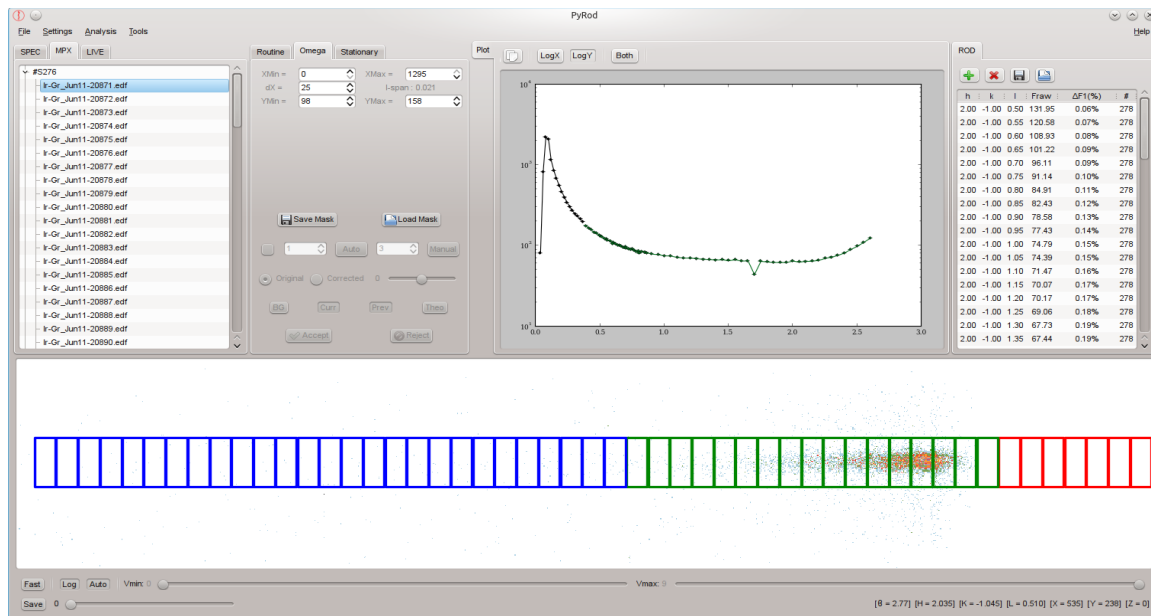 PyRod
File Settings Analysis Tools Help
SPEC MPX LIVE
#S276
Ir-Gr_Jun11-20871.edf
Ir-Gr_Jun11-20872.edf
Ir-Gr_Jun11-20873.edf
Ir-Gr_Jun11-20874.edf
Ir-Gr_Jun11-20875.edf
Ir-Gr_Jun11-20876.edf
Ir-Gr_Jun11-20877.edf
Ir-Gr_Jun11-20878.edf
Ir-Gr_Jun11-20879.edf
Ir-Gr_Jun11-20880.edf
Ir-Gr_Jun11-20881.edf
Ir-Gr_Jun11-20882.edf
Ir-Gr_Jun11-20883.edf
Ir-Gr_Jun11-20884.edf
Ir-Gr_Jun11-20885.edf
Ir-Gr_Jun11-20886.edf
Ir-Gr_Jun11-20887.edf
Ir-Gr_Jun11-20888.edf
Ir-Gr_Jun11-20889.edf
Ir-Gr_Jun11-20890.edf
Routine Omega Stationary
XMin = 0 XMax = 1295
dX = 25 l-span : 0.021
YMin = 98 YMax = 158
Save Mask Load Mask
1 Auto 3 Manual
Original Corrected 0
BG Curr Prev Theo
Accept Reject
Plot
LogX LogY Both
10⁴
10³
10²
10¹
0.0 0.5 1.0 1.5 2.0 2.5 3.0
ROD
h k l Fraw ΔF1(%) #
2.00 -1.00 0.50 131.95 0.06% 278
2.00 -1.00 0.55 120.58 0.07% 278
2.00 -1.00 0.60 108.93 0.08% 278
2.00 -1.00 0.65 101.22 0.09% 278
2.00 -1.00 0.70 96.11 0.09% 278
2.00 -1.00 0.75 91.14 0.10% 278
2.00 -1.00 0.80 84.91 0.11% 278
2.00 -1.00 0.85 82.43 0.12% 278
2.00 -1.00 0.90 78.58 0.13% 278
2.00 -1.00 0.95 77.43 0.14% 278
2.00 -1.00 1.00 74.79 0.15% 278
2.00 -1.00 1.05 74.39 0.15% 278
2.00 -1.00 1.10 71.47 0.16% 278
2.00 -1.00 1.15 70.07 0.17% 278
2.00 -1.00 1.20 70.17 0.17% 278
2.00 -1.00 1.25 69.06 0.18% 278
2.00 -1.00 1.30 67.73 0.19% 278
2.00 -1.00 1.35 67.44 0.19% 278
Fast Log Auto Vmin: 0 Vmax: 9
Save 0 [θ = 2.77] [H = 2.035] [K = -1.045] [L = 0.510] [X = 535] [Y = 238] [Z = 0]